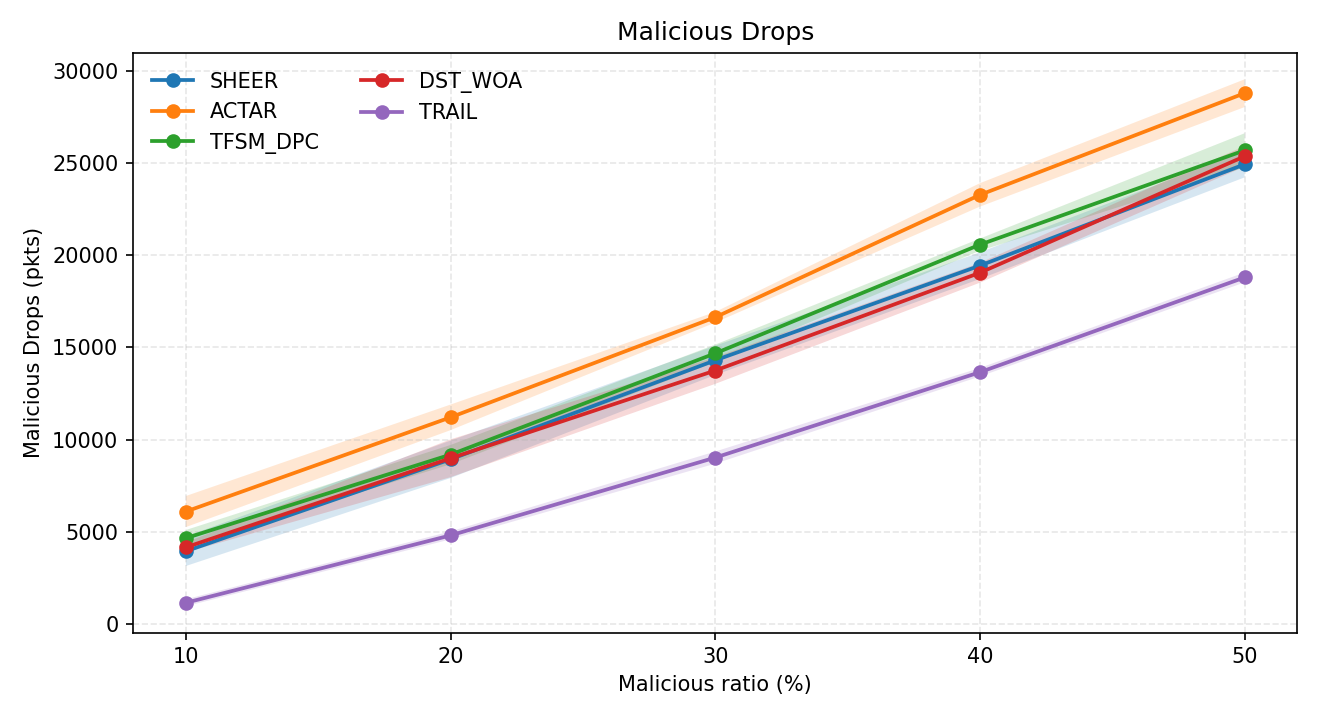 Malicious Drops
SHEER
ACTAR
TFSM_DPC
DST_WOA
TRAIL
Malicious Drops (pkts)
30000
25000
20000
15000
10000
5000
0
10 20 30 40 50
Malicious ratio (%)